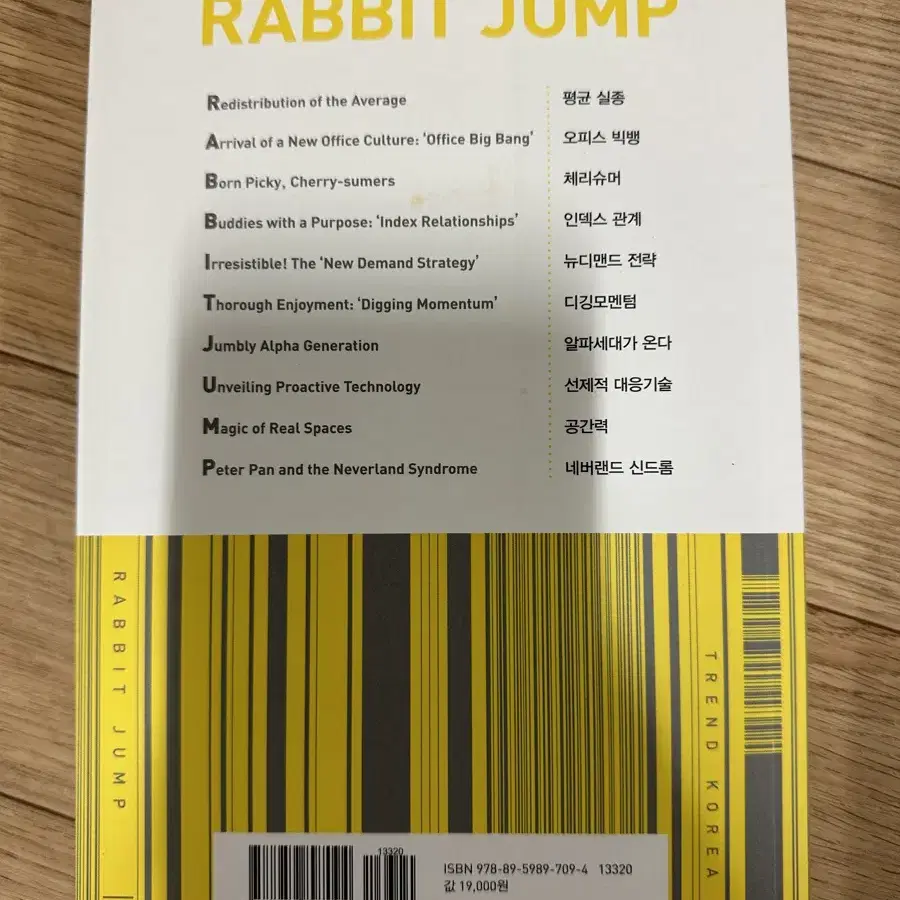 RABBIT JUMP
Redistribution of the Average 평균 실종
Arrival of a New Office Culture: ‘Office Big Bang’ 오피스 빅뱅
Born Picky, Cherry-sumers 체리슈머
Buddies with a Purpose: ‘Index Relationships’ 인덱스 관계
Irresistible! The ‘New Demand Strategy’ 뉴디맨드 전략
Thorough Enjoyment: ‘Digging Momentum’ 디깅모멘텀
Jumbly Alpha Generation 알파세대가 온다
Unveiling Proactive Technology 선제적 대응기술
Magic of Real Spaces 공간력
Peter Pan and the Neverland Syndrome 네버랜드 신드롬
RABBIT JUMP
TREND KOREA
13320
ISBN 978-89-5989-709-4 13320
값 19,000원